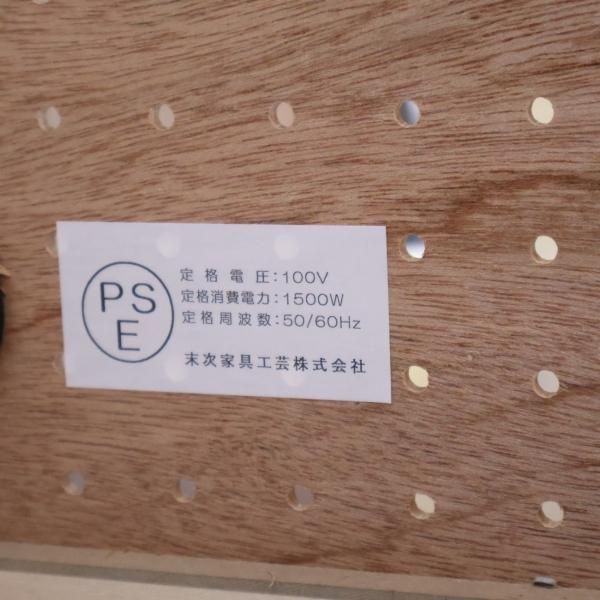 PS
E
定格電圧:100V
定格消費電力:1500W
定格周波数:50/60Hz
末次家具工芸株式会社